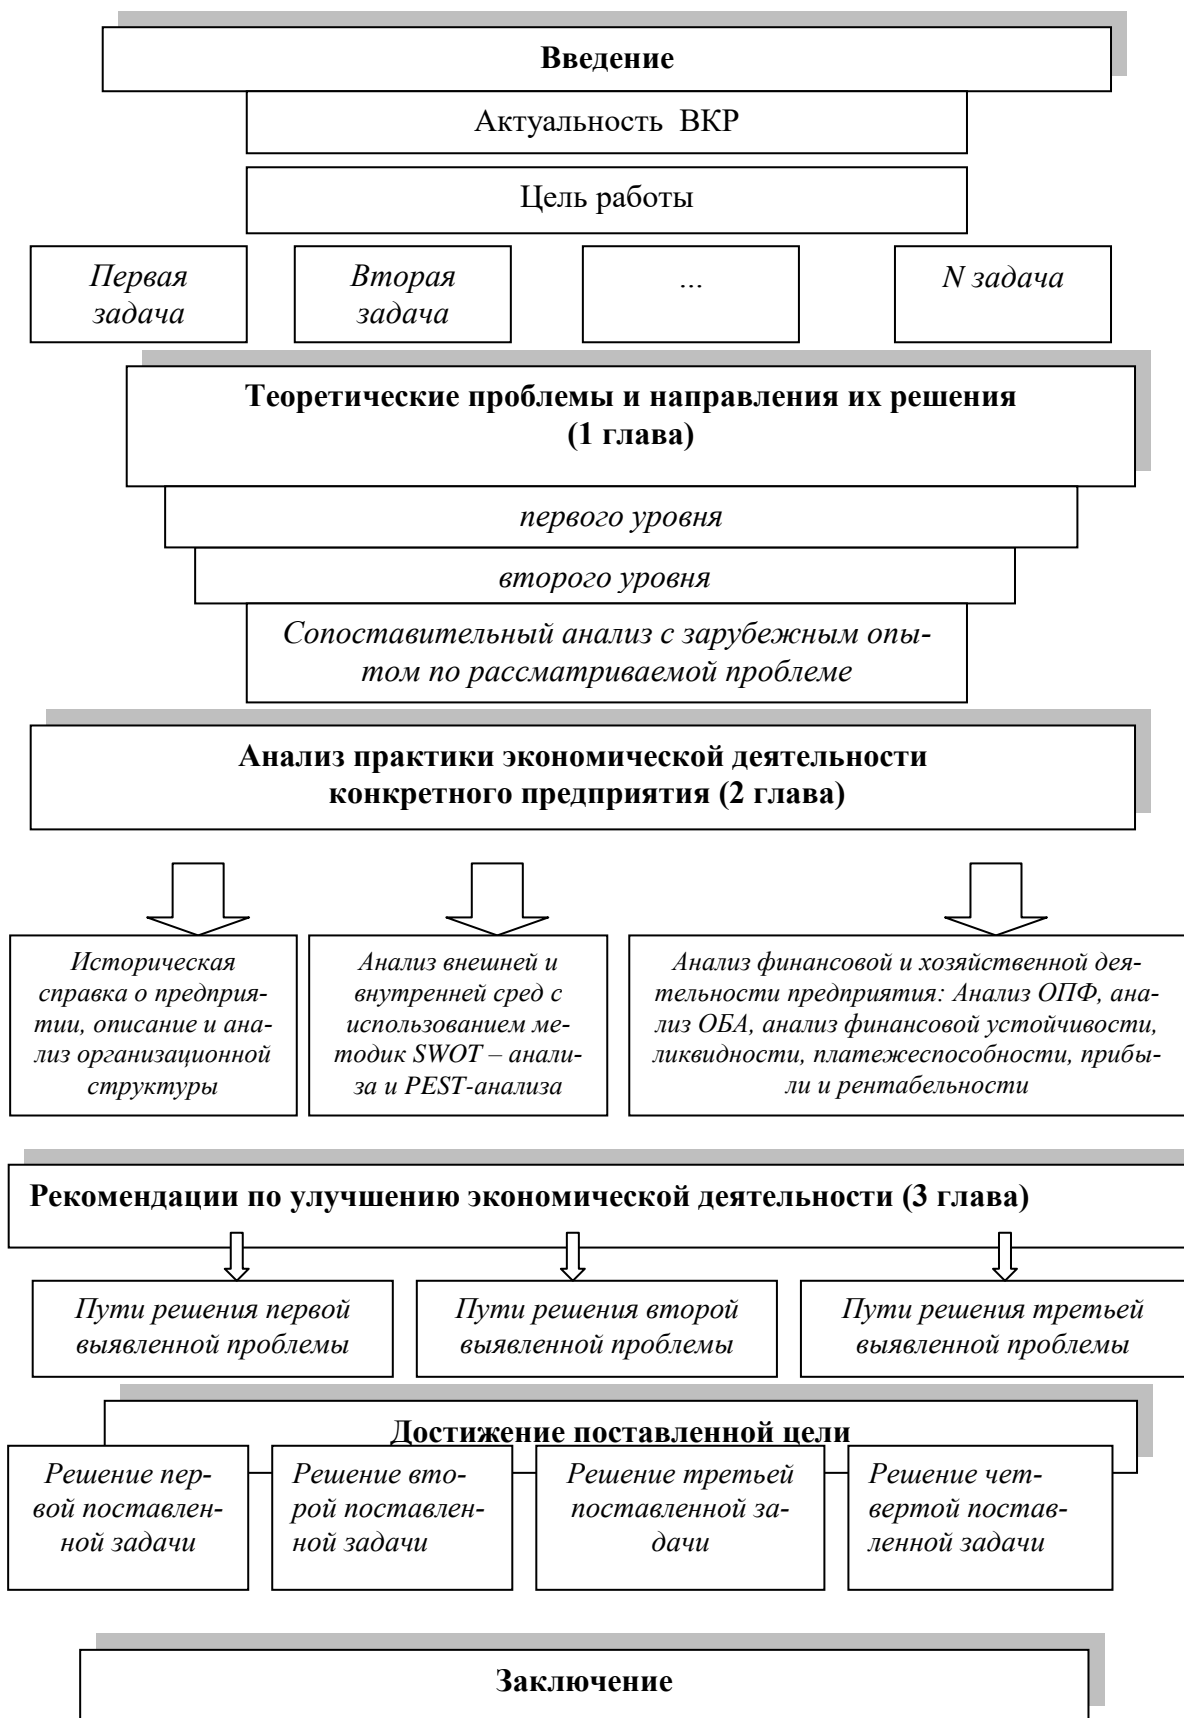 Введение
Актуальность ВКР
Цель работы
Первая
задача
Вторая
задача
...
N задача
Теоретические проблемы и направления их решения
(1 глава)
первого уровня
второго уровня
Сопоставительный анализ с зарубежным опы-
том по рассматриваемой проблеме
Анализ практики экономической деятельности
конкретного предприятия (2 глава)
Историческая
справка о предприя-
тии, описание и ана-
лиз организационной
структуры
Анализ внешней и
внутренней сред с
использованием ме-
тодик SWOT – анали-
за и PEST-анализа
Анализ финансовой и хозяйственной дея-
тельности предприятия: Анализ ОПФ, ана-
лиз ОБА, анализ финансовой устойчивости,
ликвидности, платежеспособности, прибы-
ли и рентабельности
Рекомендации по улучшению экономической деятельности (3 глава)
Пути решения первой
выявленной проблемы
Пути решения второй
выявленной проблемы
Пути решения третьей
выявленной проблемы
Достижение поставленной цели
Решение пер-
вой поставлен-
ной задачи
Решение вто-
рой поставлен-
ной задачи
Решение третьей
поставленной за-
дачи
Решение чет-
вертой постав-
ленной задачи
Заключение